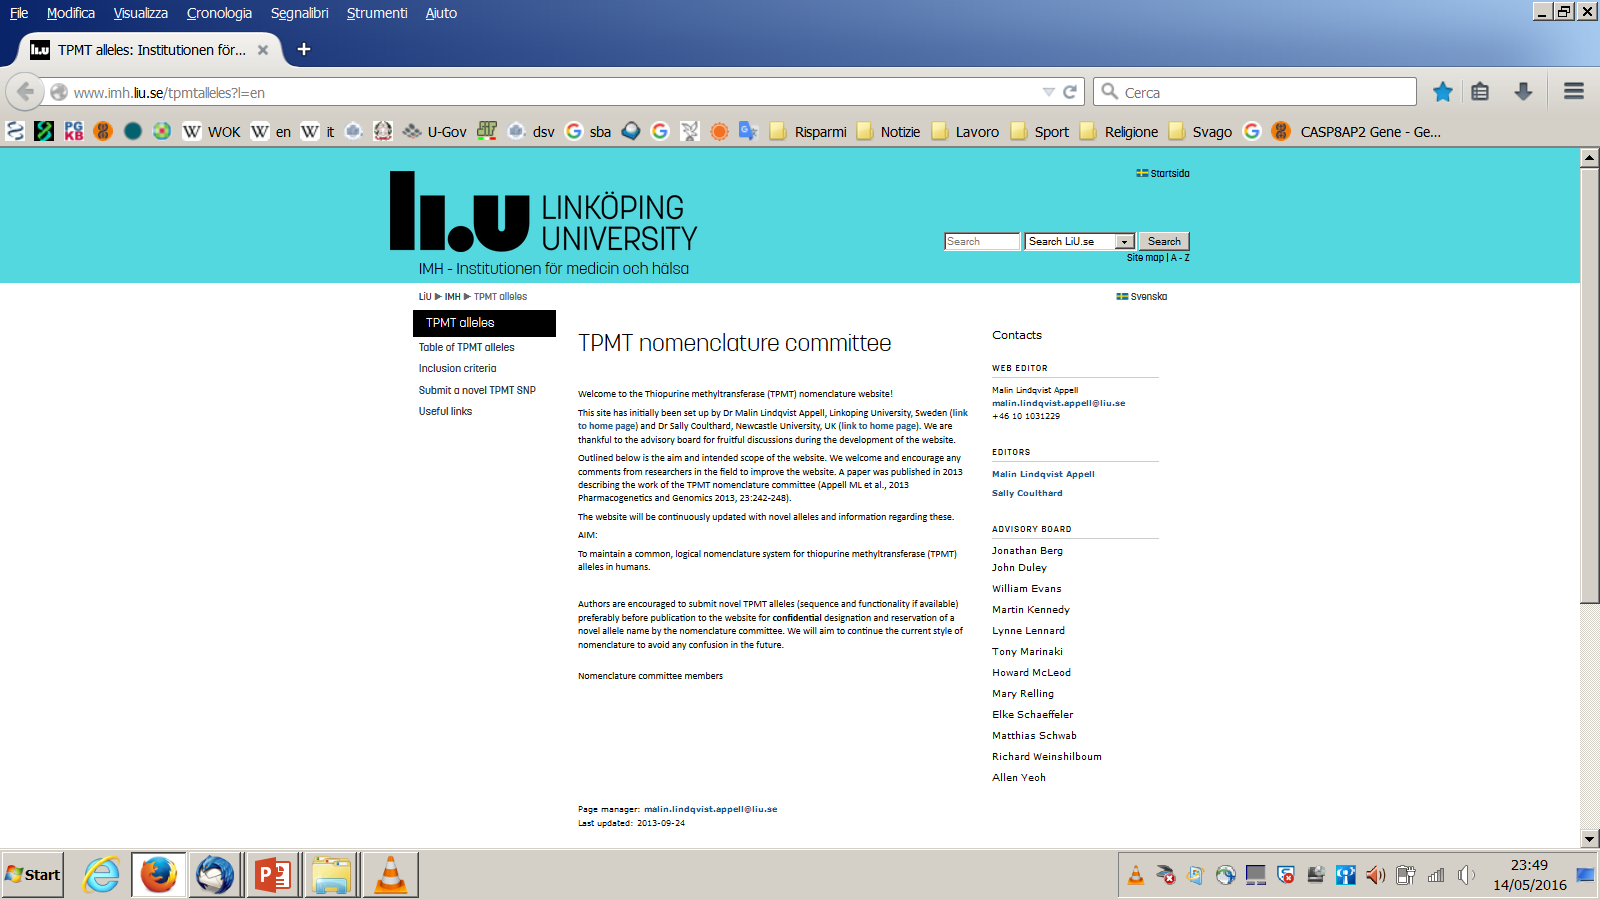 File Modifica Visualizza Cronologia Segnalibri Strumenti Aiuto
LiU TPMT alleles: Institutionen för...
www.imh.liu.se/tpmtalleles?l=en
Cerca
PG KB
WOK en it U-Gov dsv sba Risparmi Notizie Lavoro Sport Religione Svago CASP8AP2 Gene - Ge...
Startsida
li.u LINKÖPING
UNIVERSITY
IMH - Institutionen för medicin och hälsa
Search Search LiU.se Search
Site map | A - Z
LiU ▶ IMH ▶ TPMT alleles
Svenska
TPMT alleles
Table of TPMT alleles
Inclusion criteria
Submit a novel TPMT SNP
Useful links
TPMT nomenclature committee
Welcome to the Thiopurine methyltransferase (TPMT) nomenclature website!
This site has initially been set up by Dr Malin Lindqvist Appell, Linkoping University, Sweden (link
to home page) and Dr Sally Coulthard, Newcastle University, UK (link to home page). We are
thankful to the advisory board for fruitful discussions during the development of the website.
Outlined below is the aim and intended scope of the website. We welcome and encourage any
comments from researchers in the field to improve the website. A paper was published in 2013
describing the work of the TPMT nomenclature committee (Appell ML et al., 2013
Pharmacogenetics and Genomics 2013, 23:242-248).
The website will be continuously updated with novel alleles and information regarding these.
AIM:
To maintain a common, logical nomenclature system for thiopurine methyltransferase (TPMT)
alleles in humans.
Authors are encouraged to submit novel TPMT alleles (sequence and functionality if available)
preferably before publication to the website for confidential designation and reservation of a
novel allele name by the nomenclature committee. We will aim to continue the current style of
nomenclature to avoid any confusion in the future.
Nomenclature committee members
Page manager: malin.lindqvist.appell@liu.se
Last updated: 2013-09-24
Contacts
WEB EDITOR
Malin Lindqvist Appell
malin.lindqvist.appell@liu.se
+46 10 1031229
EDITORS
Malin Lindqvist Appell
Sally Coulthard
ADVISORY BOARD
Jonathan Berg
John Duley
William Evans
Martin Kennedy
Lynne Lennard
Tony Marinaki
Howard McLeod
Mary Relling
Elke Schaeffeler
Matthias Schwab
Richard Weinshilboum
Allen Yeoh
Start
23:49
14/05/2016